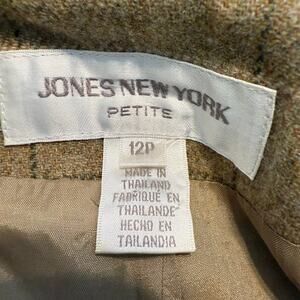 JONES NEW YORK
PETITE
12P
MADE IN
THAILAND
FABRIQUÉ EN
THAILANDE
HECHO EN
TAILANDIA